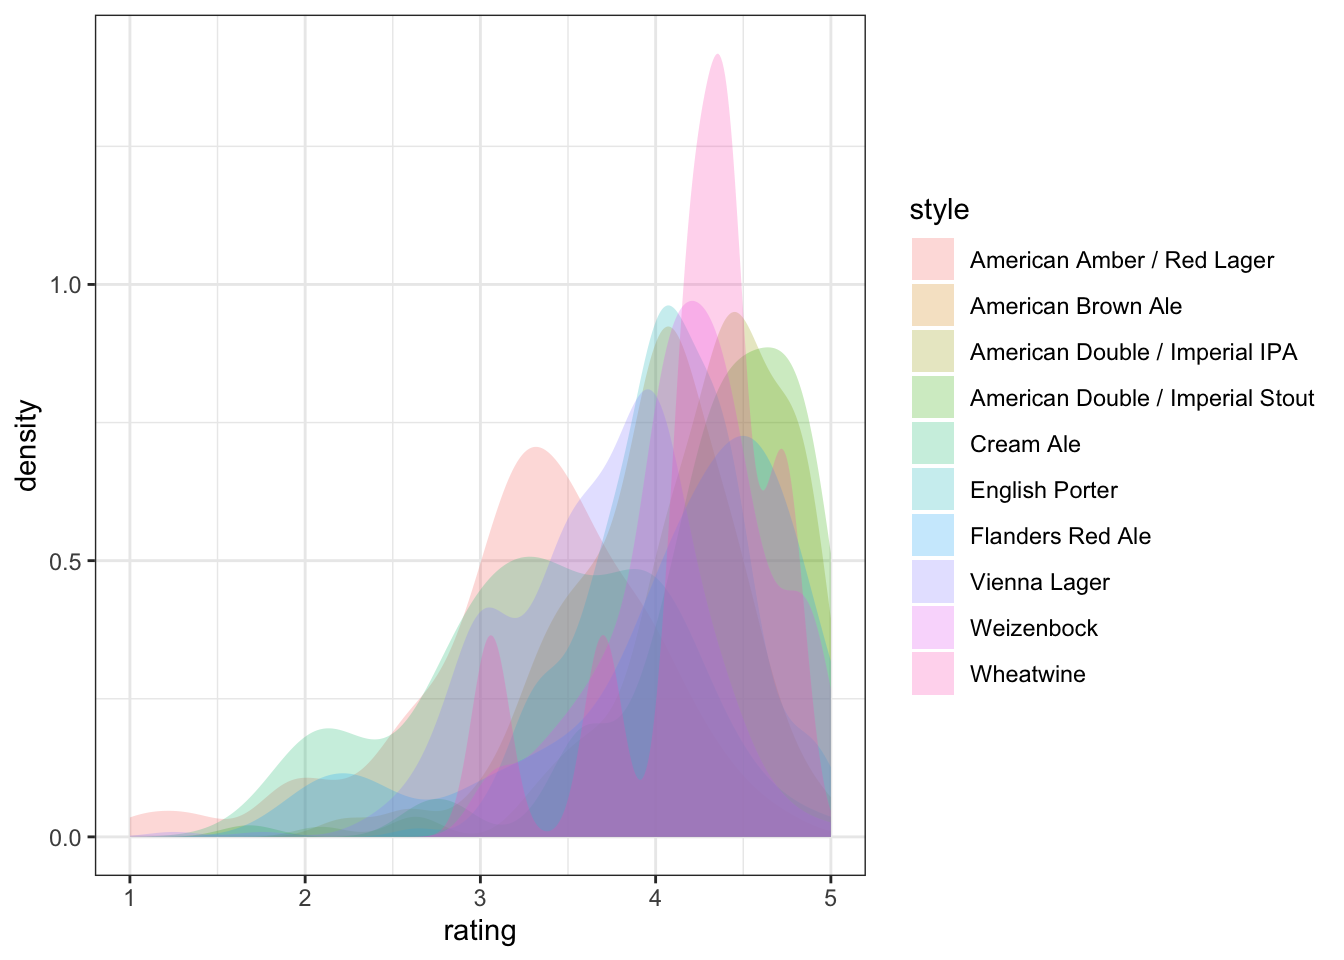 density
1.0
0.5
0.0
1 2 3 4 5
rating
style
American Amber / Red Lager
American Brown Ale
American Double / Imperial IPA
American Double / Imperial Stout
Cream Ale
English Porter
Flanders Red Ale
Vienna Lager
Weizenbock
Wheatwine